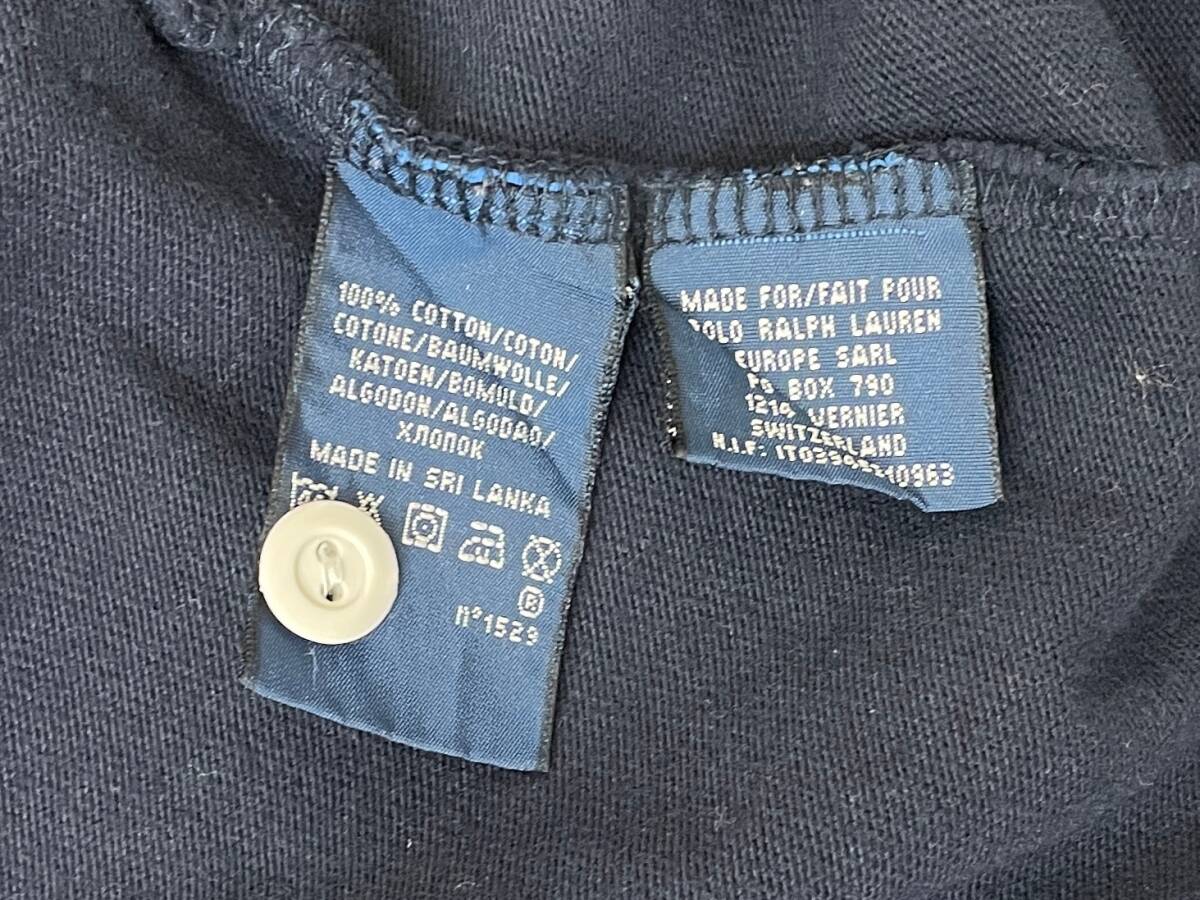 100% COTTON/COTON/
COTONE/BAUMWOLLE/
KATOEN/BOMULD/
ALGODON/ALGODAO/
ХЛОПОК
MADE IN SRI LANKA
®
N°1529
MADE FOR/FAIT POUR
POLO RALPH LAUREN
EUROPE SARL
PO BOX 790
1214 VERNIER
SWITZERLAND
N.I.F: